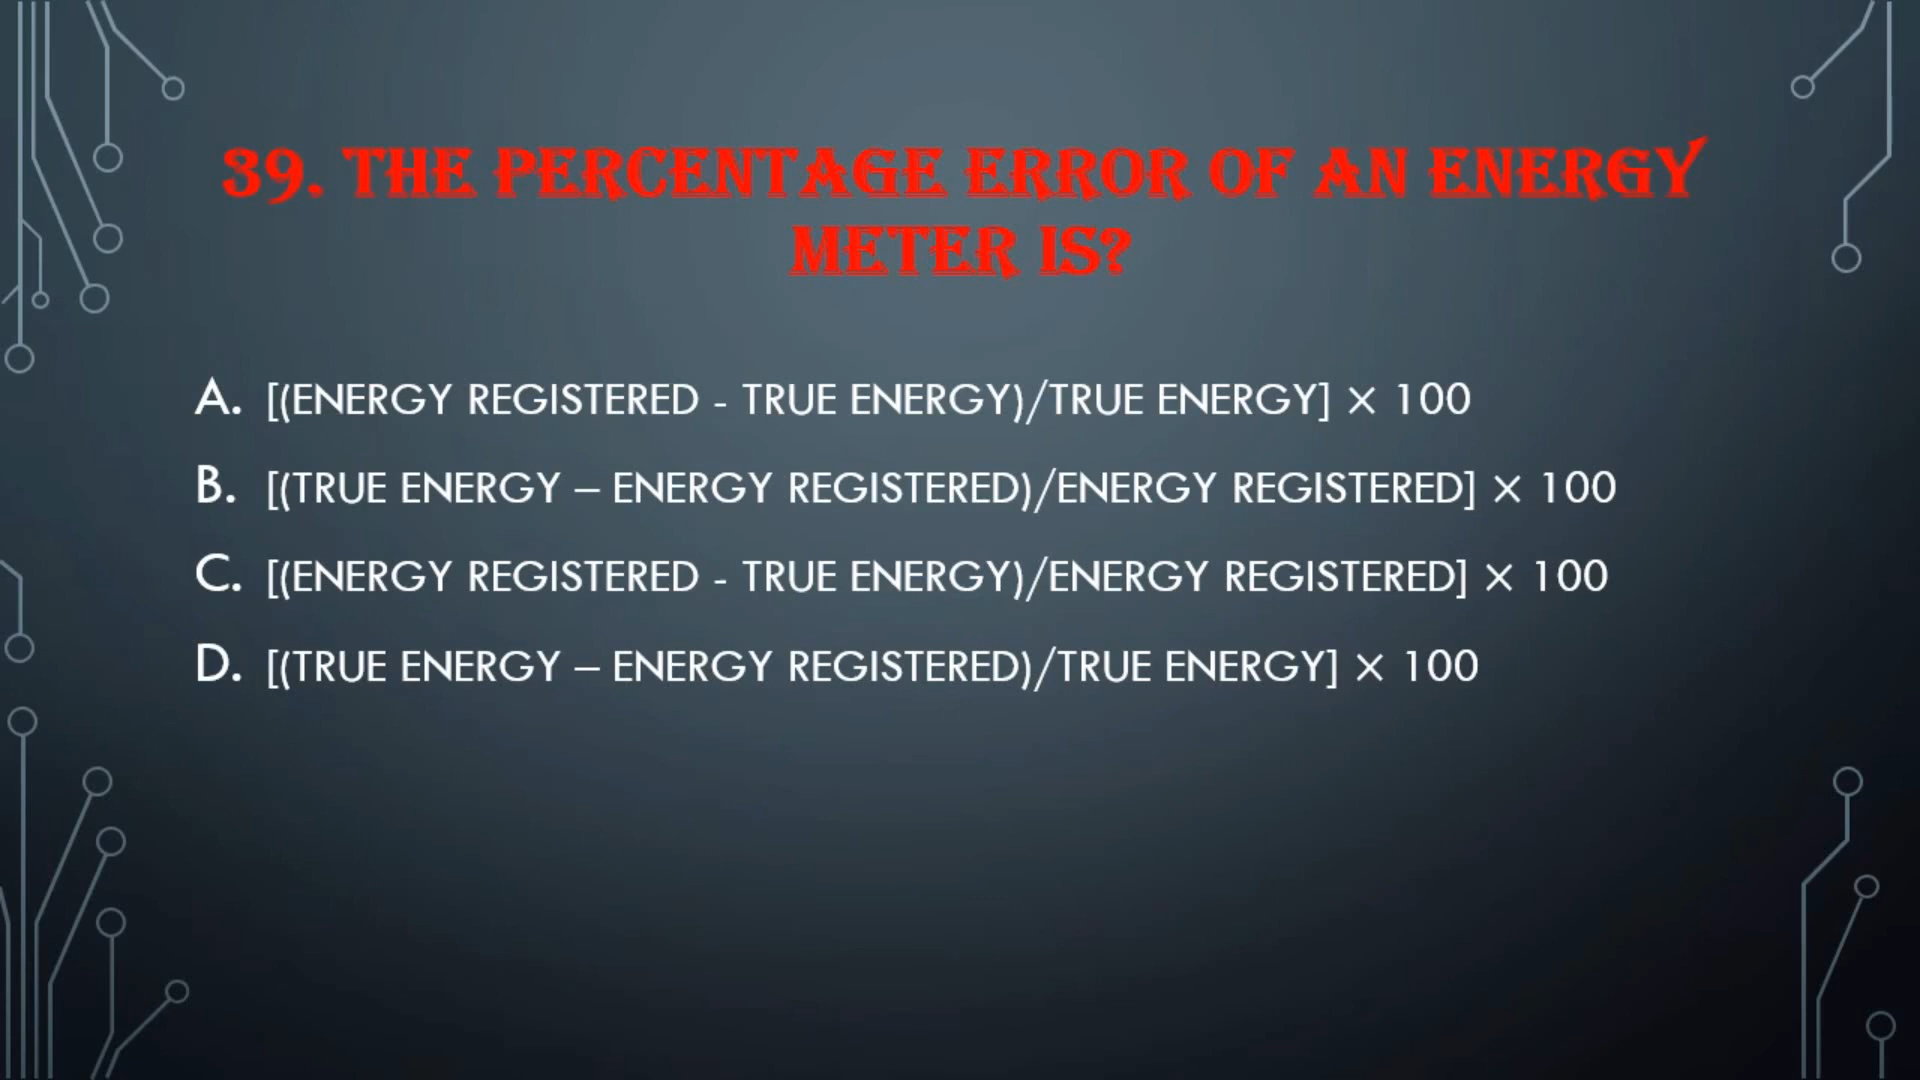 39. THE PERCENTAGE ERROR OF AN ENERGY
METER IS?
A. [(ENERGY REGISTERED - TRUE ENERGY)/TRUE ENERGY] × 100
B. [(TRUE ENERGY – ENERGY REGISTERED)/ENERGY REGISTERED] × 100
C. [(ENERGY REGISTERED - TRUE ENERGY)/ENERGY REGISTERED] × 100
D. [(TRUE ENERGY – ENERGY REGISTERED)/TRUE ENERGY] × 100